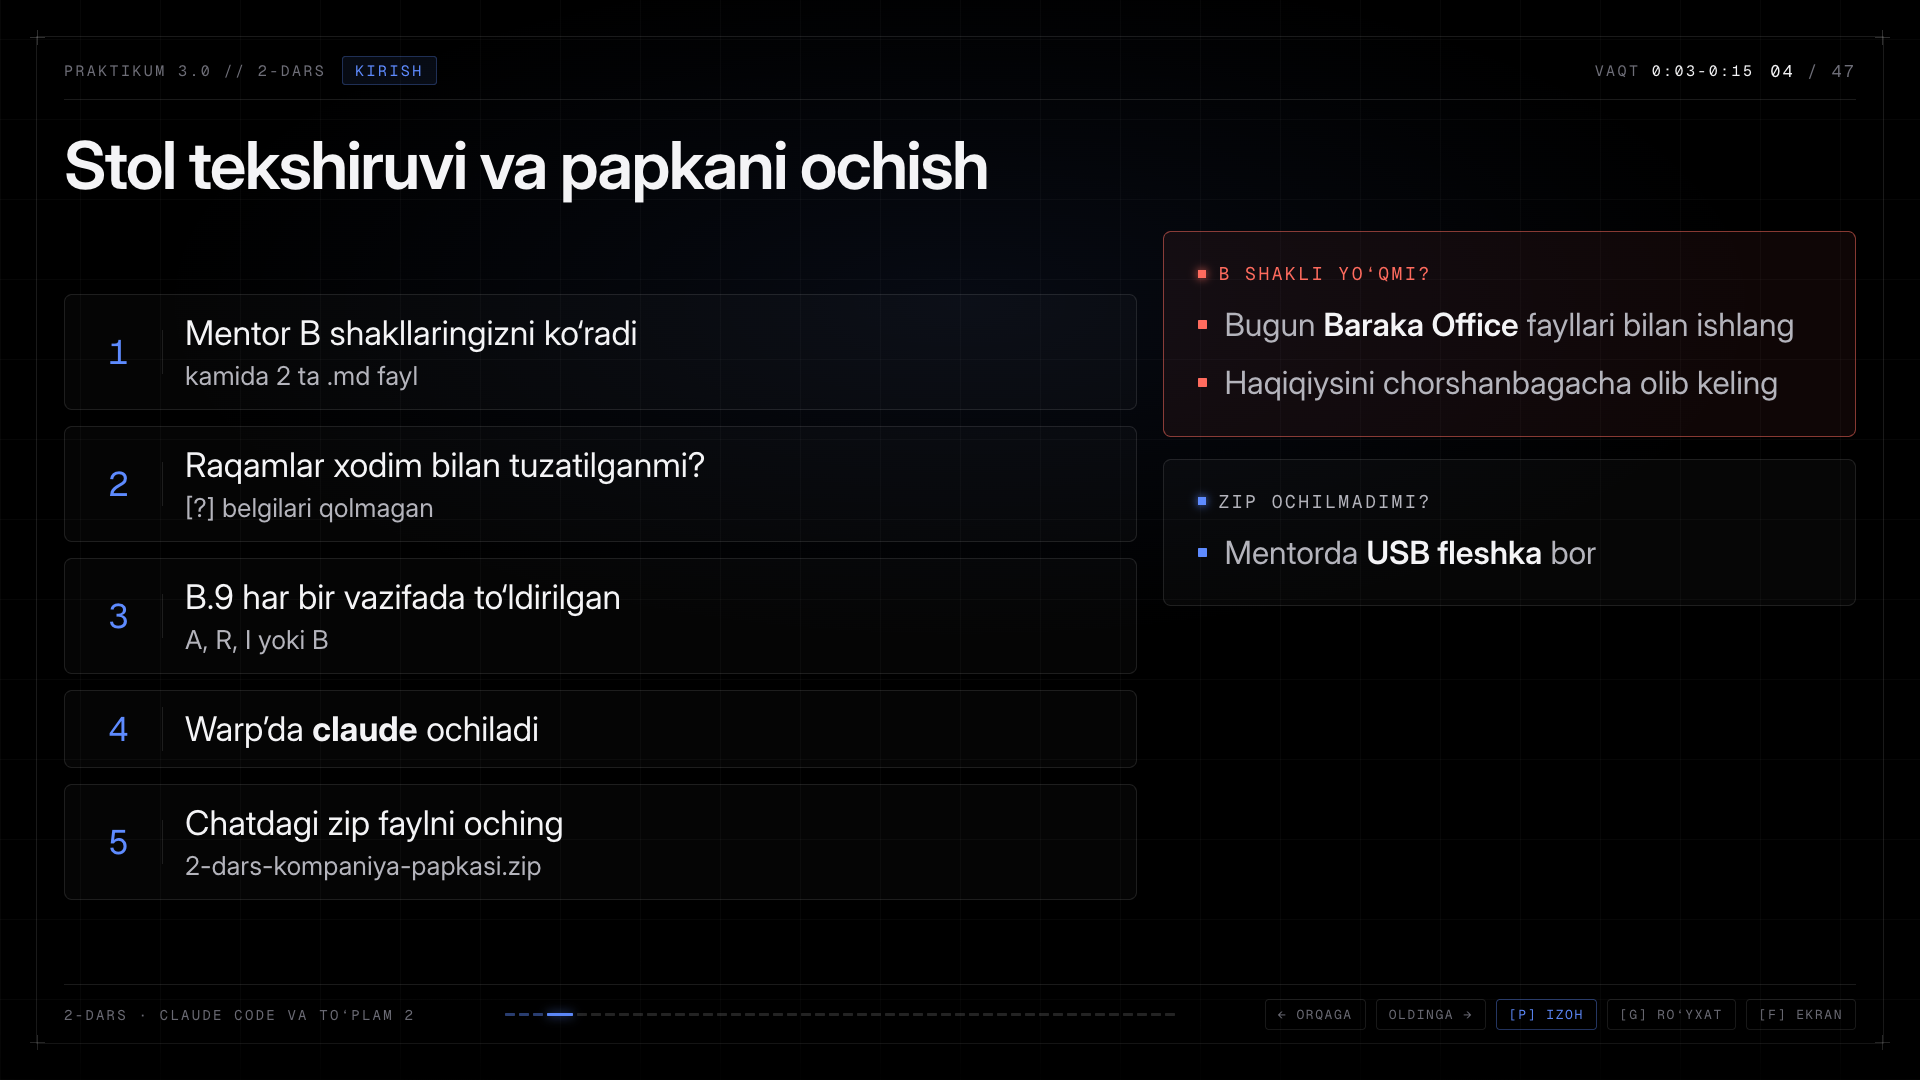 PRAKTIKUM 3.0 // 2-DARS KIRISH
VAQT 0:03-0:15 04 / 47
Stol tekshiruvi va papkani ochish
1
Mentor B shakllaringizni ko‘radi
kamida 2 ta .md fayl
2
Raqamlar xodim bilan tuzatilganmi?
[?] belgilari qolmagan
3
B.9 har bir vazifada to‘ldirilgan
A, R, I yoki B
4
Warp’da claude ochiladi
5
Chatdagi zip faylni oching
2-dars-kompaniya-papkasi.zip
B SHAKLI YO‘QMI?
Bugun Baraka Office fayllari bilan ishlang
Haqiqiysini chorshanbagacha olib keling
ZIP OCHILMADIMI?
Mentorda USB fleshka bor
2-DARS · CLAUDE CODE VA TO‘PLAM 2
← ORQAGA OLDINGA → [P] IZOH [G] RO‘YXAT [F] EKRAN